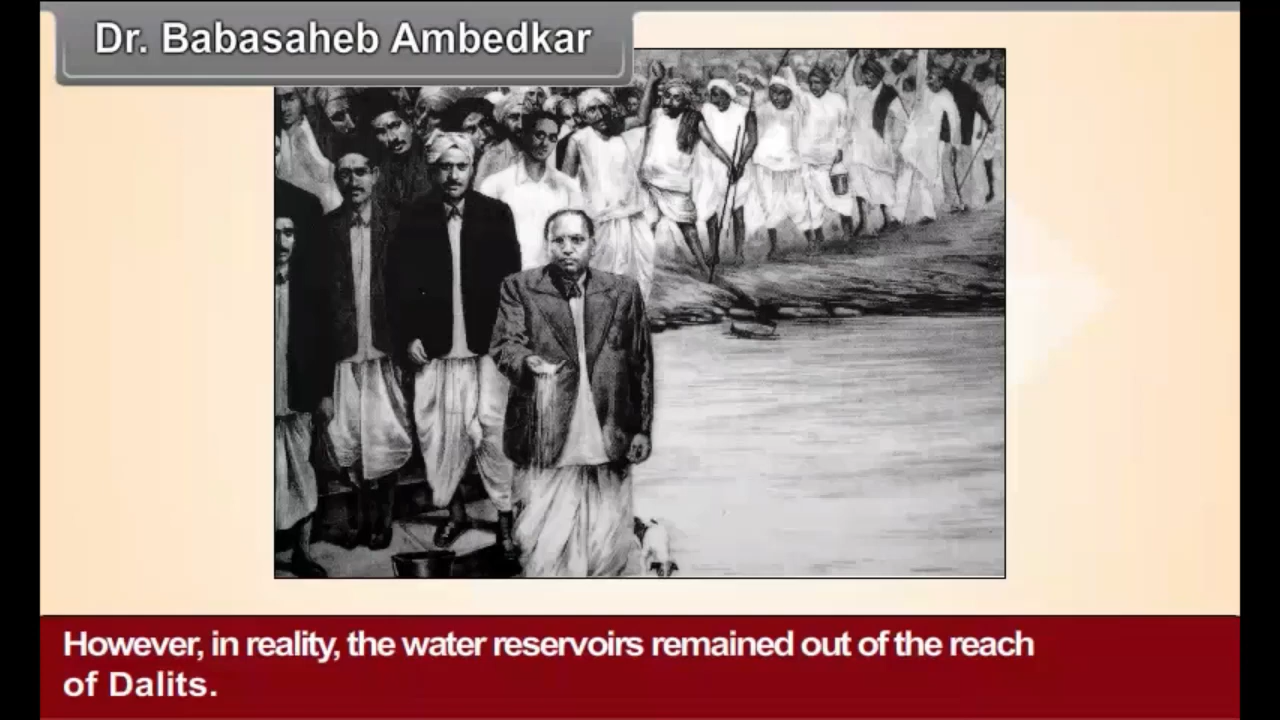 Dr. Babasaheb Ambedkar
However, in reality, the water reservoirs remained out of the reach
of Dalits.